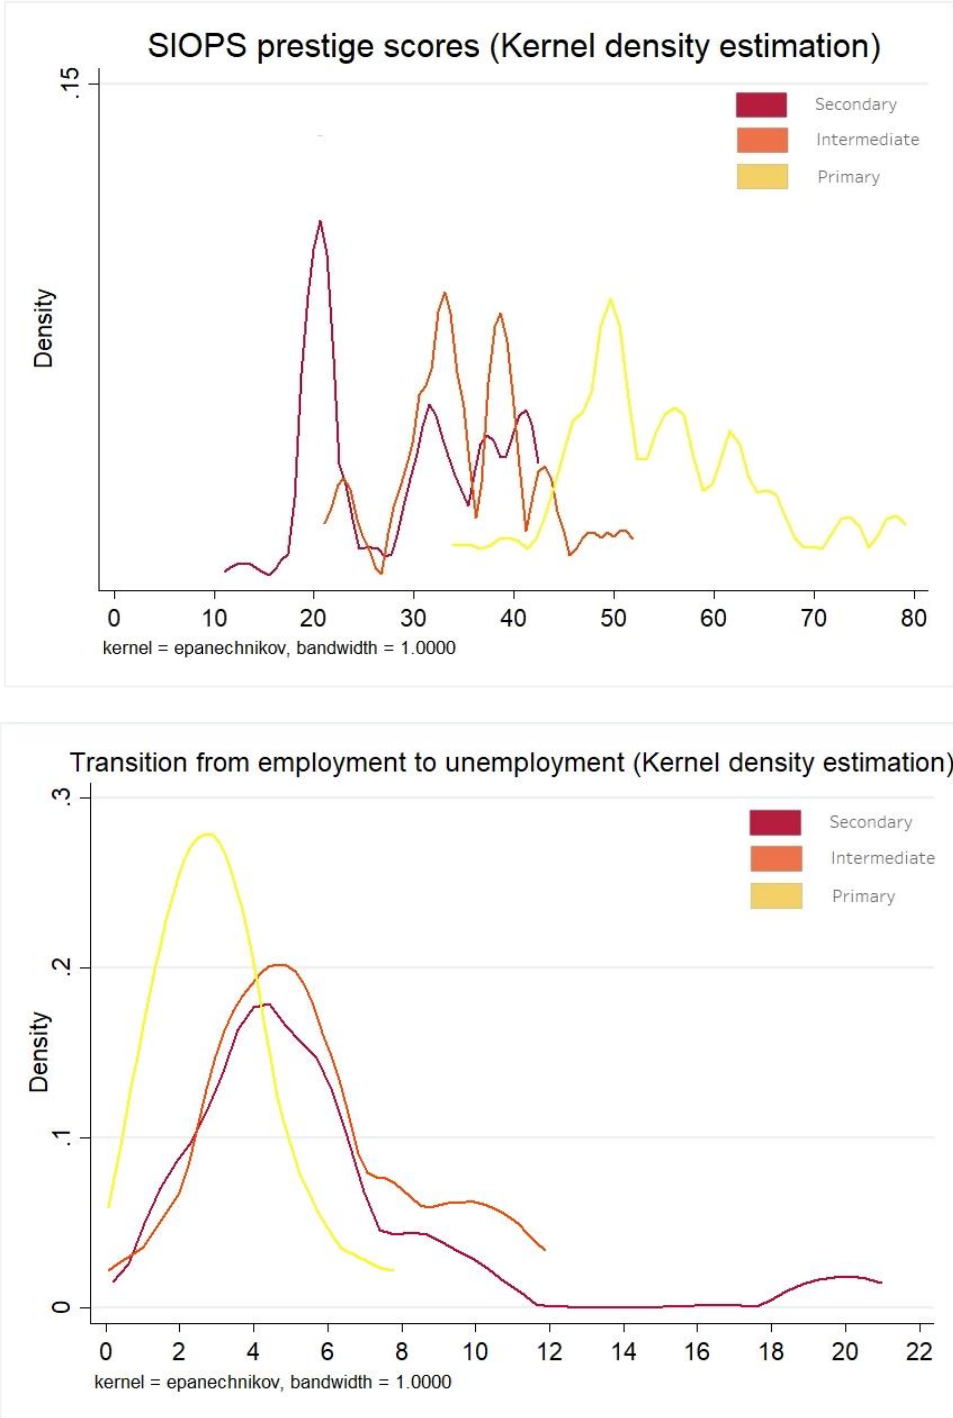 SIOPS prestige scores (Kernel density estimation)
.15
Secondary
Intermediate
Primary
Density
0 10 20 30 40 50 60 70 80
kernel = epanechnikov, bandwidth = 1.0000
Transition from employment to unemployment (Kernel density estimation)
.3
Secondary
Intermediate
Primary
.2
Density
.1
0
0 2 4 6 8 10 12 14 16 18 20 22
kernel = epanechnikov, bandwidth = 1.0000